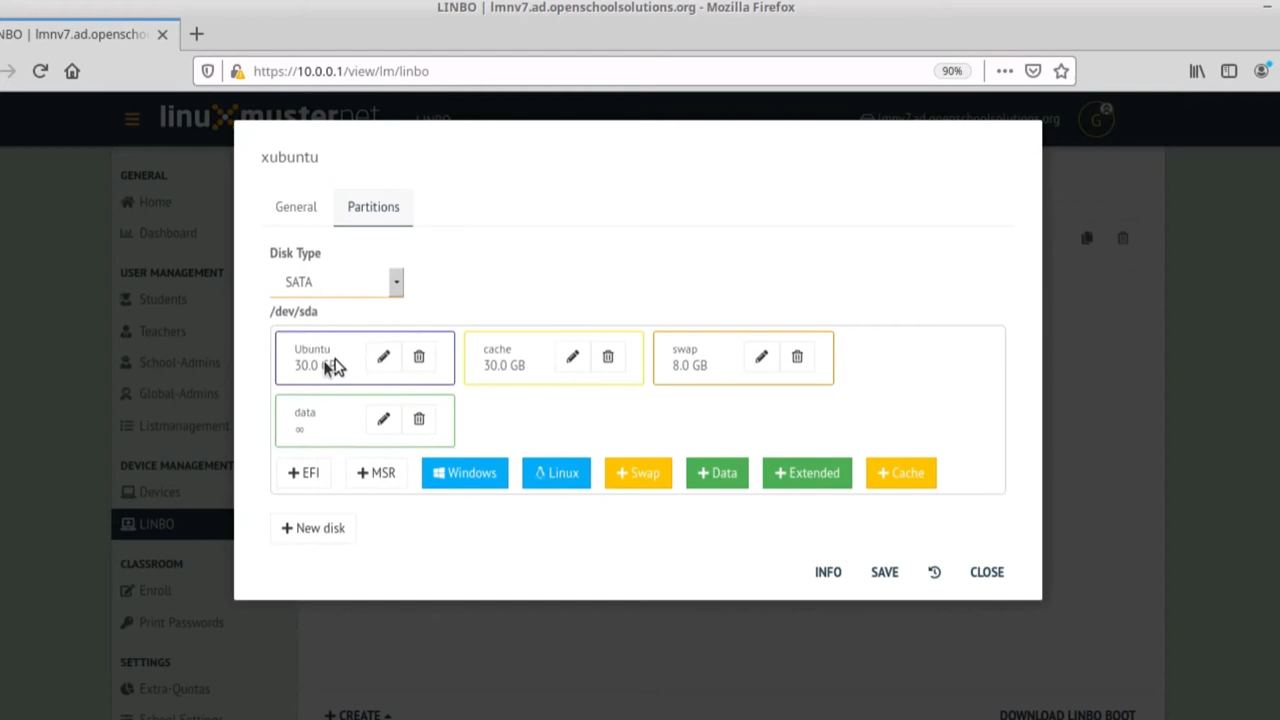 LINBO | lmnv7.ad.openschoolsolutions.org - Mozilla Firefox
NBO | lmnv7.ad.openscho
https://10.0.0.1/view/lm/linbo
90%
linuxmusternet
LINBO
lmnv7.ad.openschoolsolutions.org
G
GENERAL
Home
Dashboard
USER MANAGEMENT
Students
Teachers
School-Admins
Global-Admins
Listmanagement
DEVICE MANAGEMENT
Devices
LINBO
CLASSROOM
Enroll
Print Passwords
SETTINGS
Extra-Quotas
School Settings
xubuntu
General
Partitions
Disk Type
SATA
/dev/sda
Ubuntu
30.0
cache
30.0 GB
swap
8.0 GB
data
∞
+ EFI
+ MSR
Windows
Linux
+ Swap
+ Data
+ Extended
+ Cache
+ New disk
INFO
SAVE
CLOSE
+ CREATE
DOWNLOAD LINBO BOOT